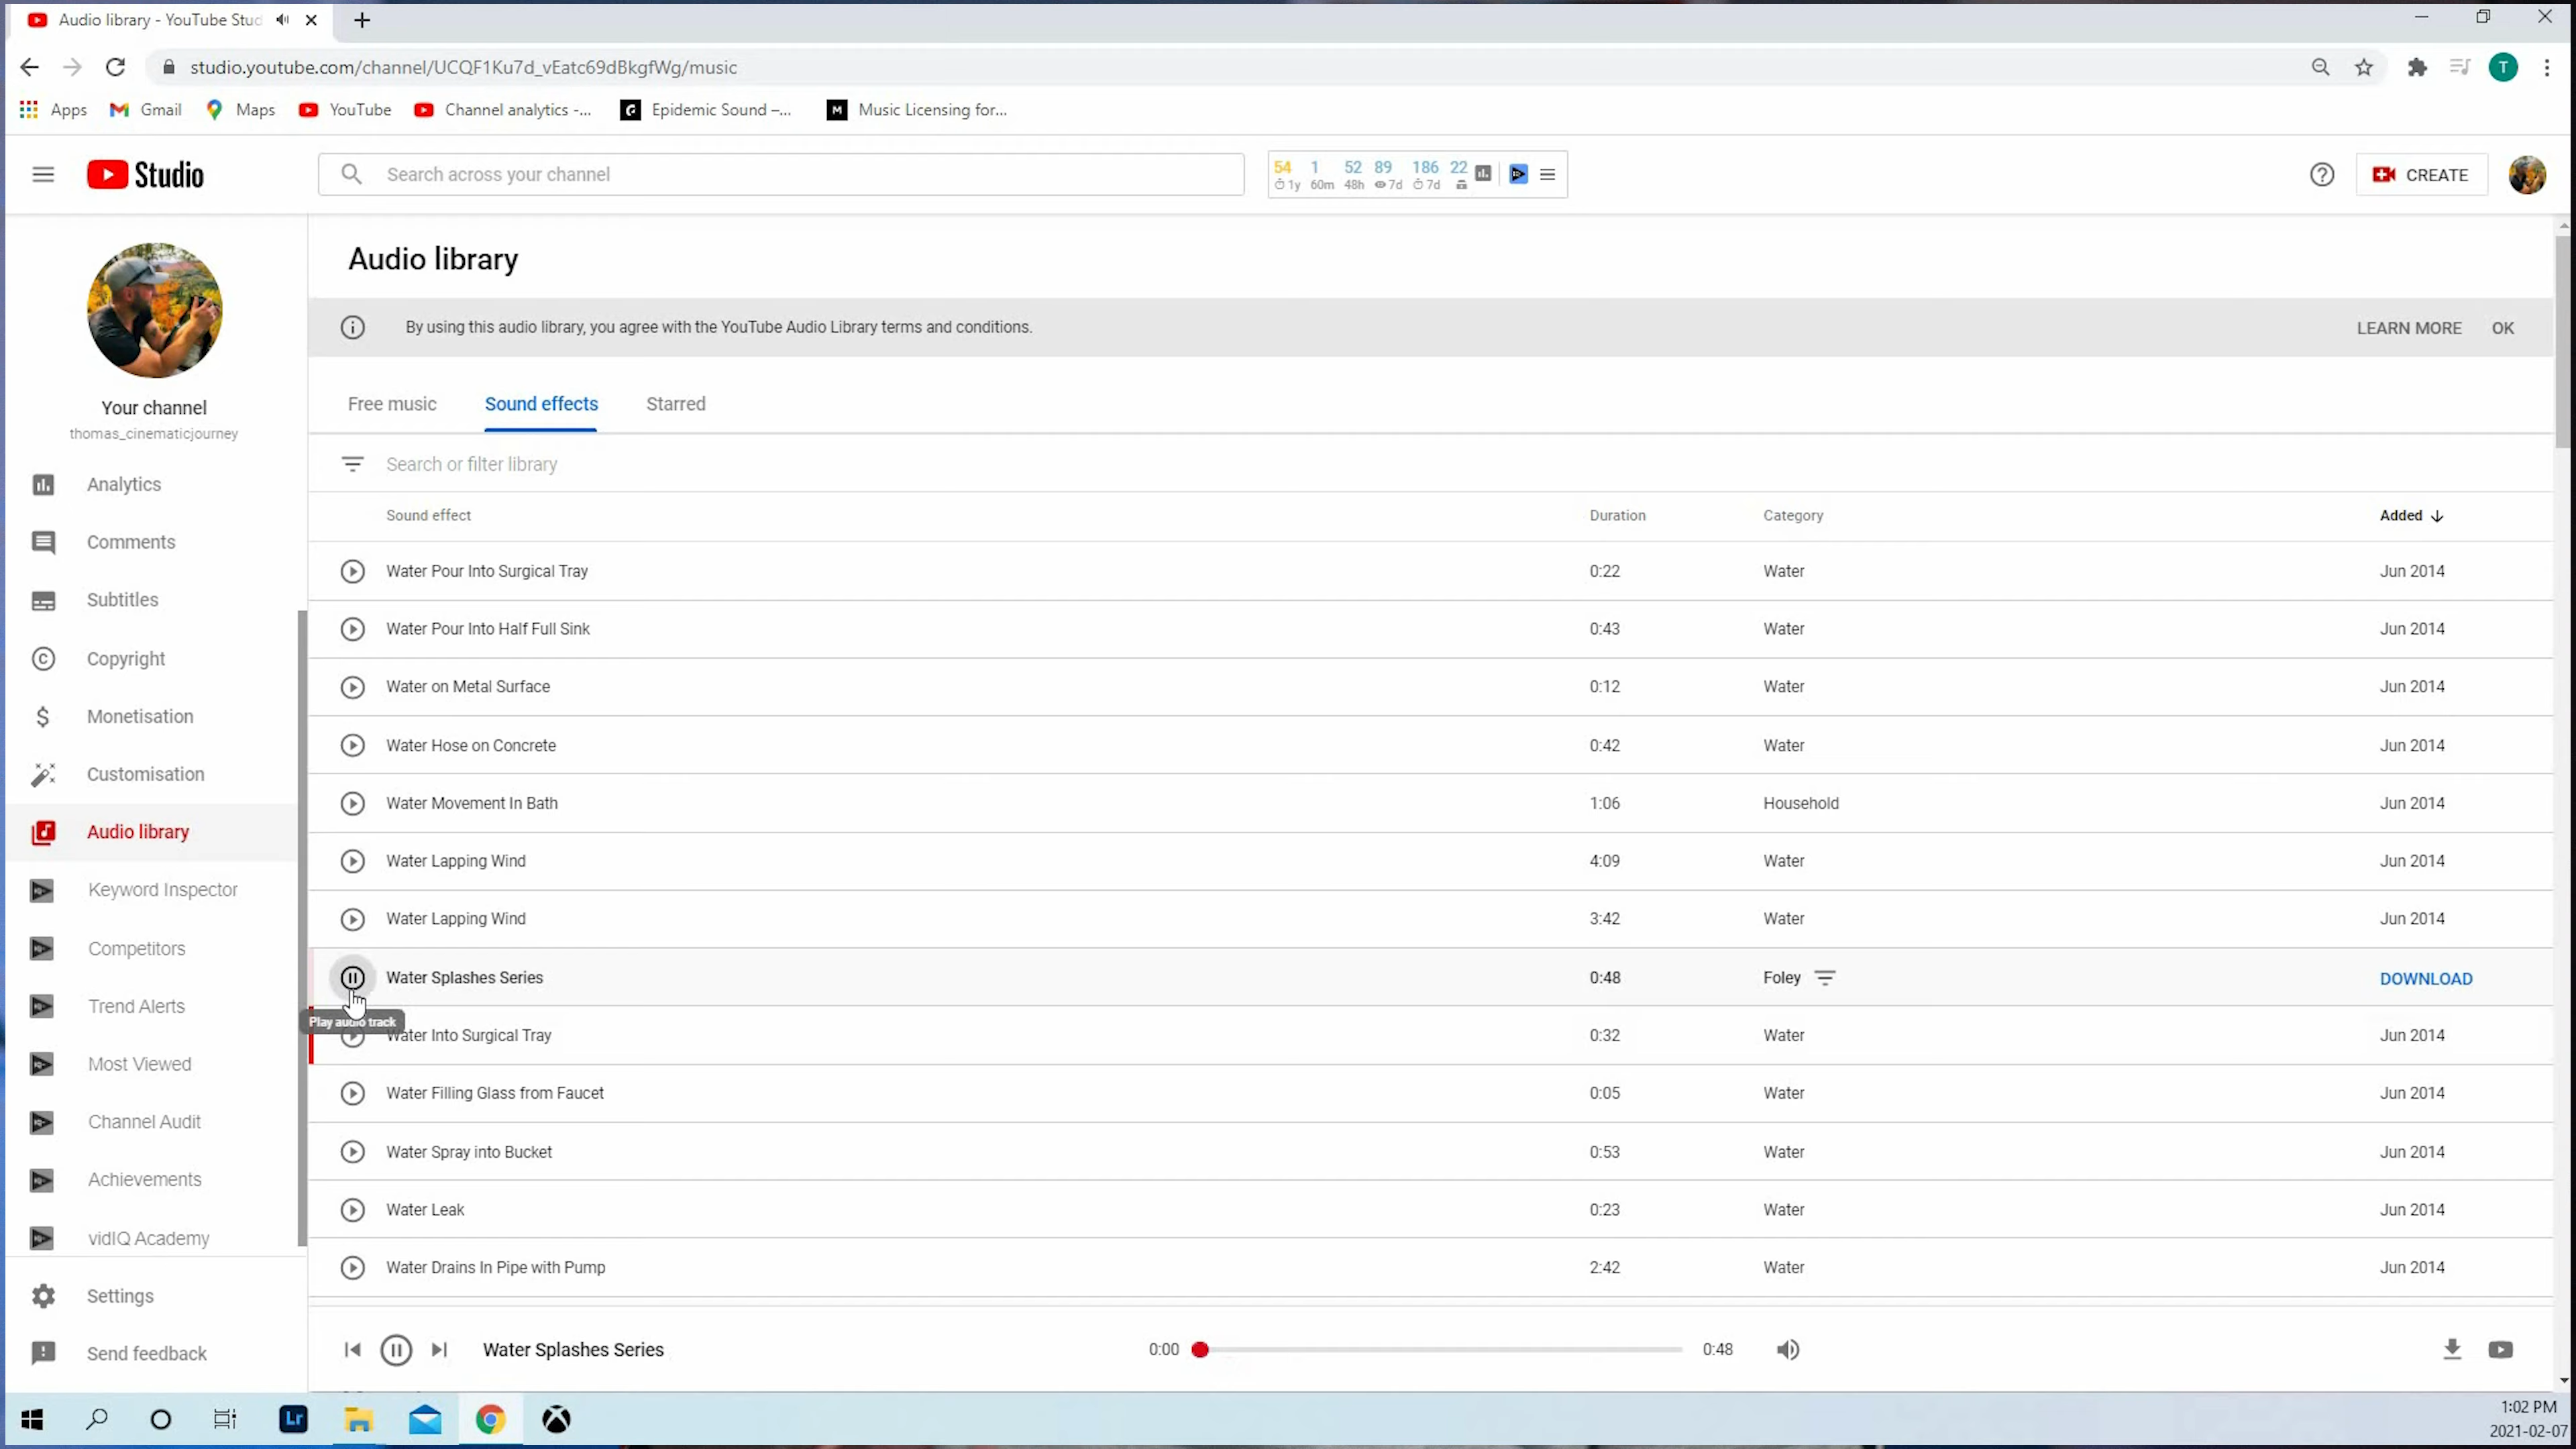 Audio library - YouTube Stud
studio.youtube.com/channel/UCQF1Ku7d_vEatc69dBkgfWg/music
T
Apps
Gmail
Maps
YouTube
Channel analytics -...
Epidemic Sound –...
M
Music Licensing for...
Studio
Search across your channel
54 1 52 89 186 22
1y 60m 48h 7d 7d
CREATE
Audio library
By using this audio library, you agree with the YouTube Audio Library terms and conditions.
LEARN MORE OK
Your channel
thomas_cinematicjourney
Analytics
Comments
Subtitles
Copyright
Monetisation
Customisation
Audio library
Keyword Inspector
Competitors
Trend Alerts
Most Viewed
Channel Audit
Achievements
vidIQ Academy
Settings
Send feedback
Free music Sound effects Starred
Search or filter library
Sound effect Duration Category Added
Water Pour Into Surgical Tray 0:22 Water Jun 2014
Water Pour Into Half Full Sink 0:43 Water Jun 2014
Water on Metal Surface 0:12 Water Jun 2014
Water Hose on Concrete 0:42 Water Jun 2014
Water Movement In Bath 1:06 Household Jun 2014
Water Lapping Wind 4:09 Water Jun 2014
Water Lapping Wind 3:42 Water Jun 2014
Water Splashes Series 0:48 Foley DOWNLOAD
Play audio track
Water Into Surgical Tray 0:32 Water Jun 2014
Water Filling Glass from Faucet 0:05 Water Jun 2014
Water Spray into Bucket 0:53 Water Jun 2014
Water Leak 0:23 Water Jun 2014
Water Drains In Pipe with Pump 2:42 Water Jun 2014
Water Splashes Series 0:00 0:48
Lr
1:02 PM
2021-02-07